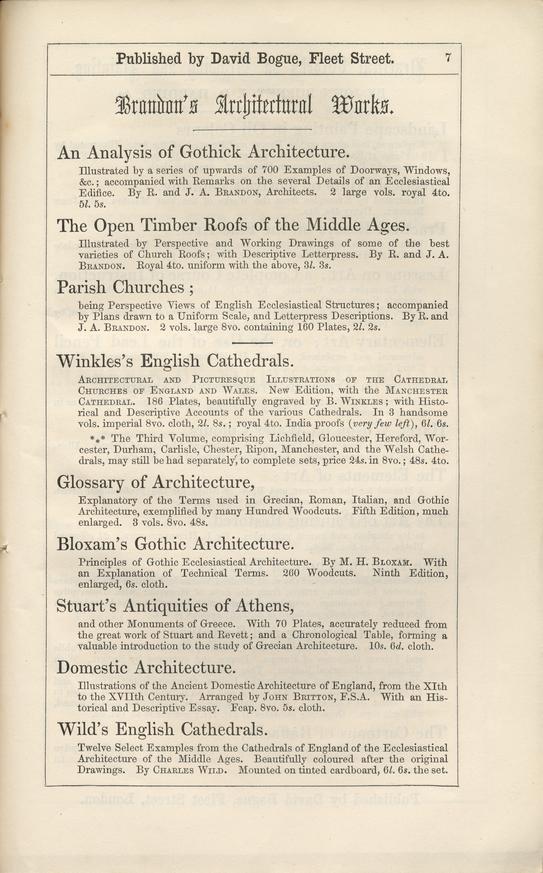 Published by David Bogue, Fleet Street. 7
Brandon's Architectural Works.
An Analysis of Gothick Architecture.
Illustrated by a series of upwards of 700 Examples of Doorways, Windows,
&c.; accompanied with Remarks on the several Details of an Ecclesiastical
Edifice. By R. and J. A. BRANDON, Architects. 2 large vols. royal 4to.
5l. 5s.
The Open Timber Roofs of the Middle Ages.
Illustrated by Perspective and Working Drawings of some of the best
varieties of Church Roofs; with Descriptive Letterpress. By R. and J. A.
BRANDON. Royal 4to. uniform with the above, 3l. 3s.
Parish Churches;
being Perspective Views of English Ecclesiastical Structures; accompanied
by Plans drawn to a Uniform Scale, and Letterpress Descriptions. By R. and
J. A. BRANDON. 2 vols. large 8vo. containing 160 Plates, 2l. 2s.
Winkles's English Cathedrals.
ARCHITECTURAL AND PICTURESQUE ILLUSTRATIONS OF THE CATHEDRAL
CHURCHES OF ENGLAND AND WALES. New Edition, with the MANCHESTER
CATHEDRAL. 186 Plates, beautifully engraved by B. WINKLES; with Histo-
rical and Descriptive Accounts of the various Cathedrals. In 3 handsome
vols. imperial 8vo. cloth, 2l. 8s.; royal 4to. India proofs (very few left), 6l. 6s.
*** The Third Volume, comprising Lichfield, Gloucester, Hereford, Wor-
cester, Durham, Carlisle, Chester, Ripon, Manchester, and the Welsh Cathe-
drals, may still be had separately, to complete sets, price 24s. in 8vo.; 48s. 4to.
Glossary of Architecture,
Explanatory of the Terms used in Grecian, Roman, Italian, and Gothic
Architecture, exemplified by many Hundred Woodcuts. Fifth Edition, much
enlarged. 3 vols. 8vo. 48s.
Bloxam's Gothic Architecture.
Principles of Gothic Ecclesiastical Architecture. By M. H. BLOXAM. With
an Explanation of Technical Terms. 260 Woodcuts. Ninth Edition,
enlarged, 6s. cloth.
Stuart's Antiquities of Athens,
and other Monuments of Greece. With 70 Plates, accurately reduced from
the great work of Stuart and Revett; and a Chronological Table, forming a
valuable introduction to the study of Grecian Architecture. 10s. 6d. cloth.
Domestic Architecture.
Illustrations of the Ancient Domestic Architecture of England, from the XIth
to the XVIIth Century. Arranged by JOHN BRITTON, F.S.A. With an His-
torical and Descriptive Essay. Fcap. 8vo. 5s. cloth.
Wild's English Cathedrals.
Twelve Select Examples from the Cathedrals of England of the Ecclesiastical
Architecture of the Middle Ages. Beautifully coloured after the original
Drawings. By CHARLES WILD. Mounted on tinted cardboard, 6l. 6s. the set.